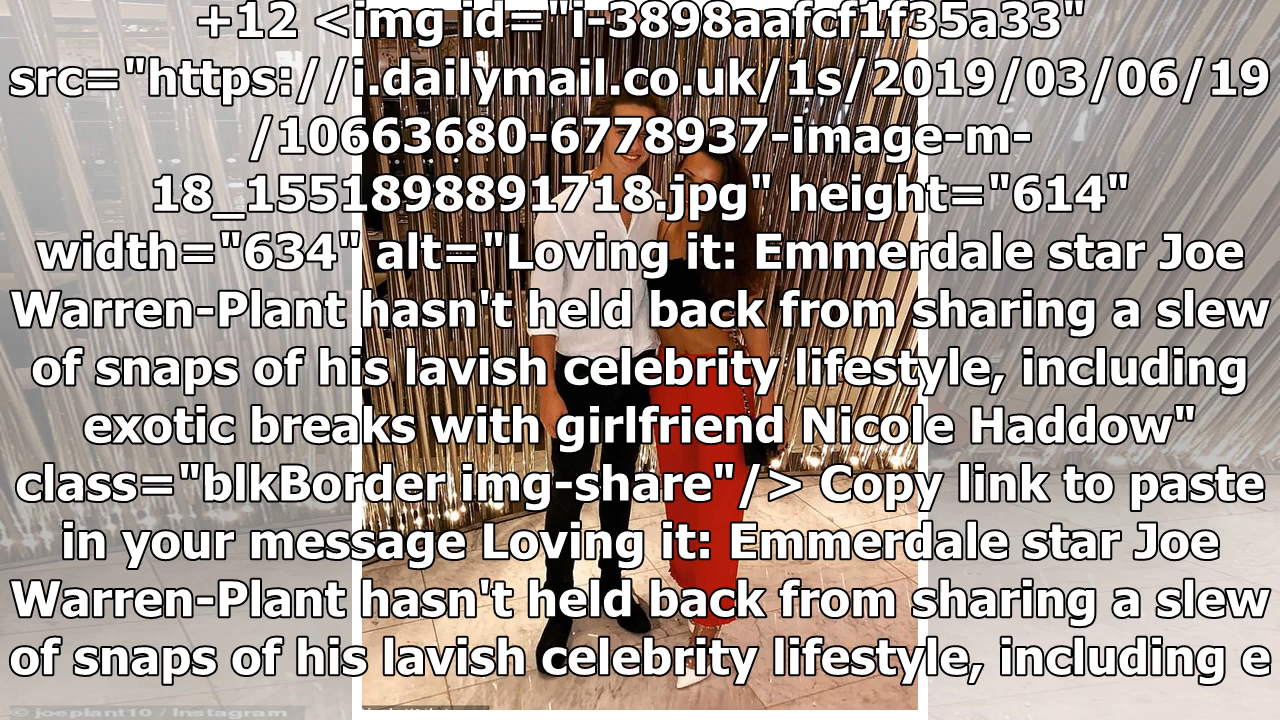 +12 <img id="i-3898aafcf1f35a33"
src="https://i.dailymail.co.uk/1s/2019/03/06/19
/10663680-6778937-image-m-
18_1551898891718.jpg" height="614"
width="634" alt="Loving it: Emmerdale star Joe
Warren-Plant hasn't held back from sharing a slew
of snaps of his lavish celebrity lifestyle, including
exotic breaks with girlfriend Nicole Haddow"
class="blkBorder img-share"/> Copy link to paste
in your message Loving it: Emmerdale star Joe
Warren-Plant hasn't held back from sharing a slew
of snaps of his lavish celebrity lifestyle, including e
© joeplant10 / Instagram